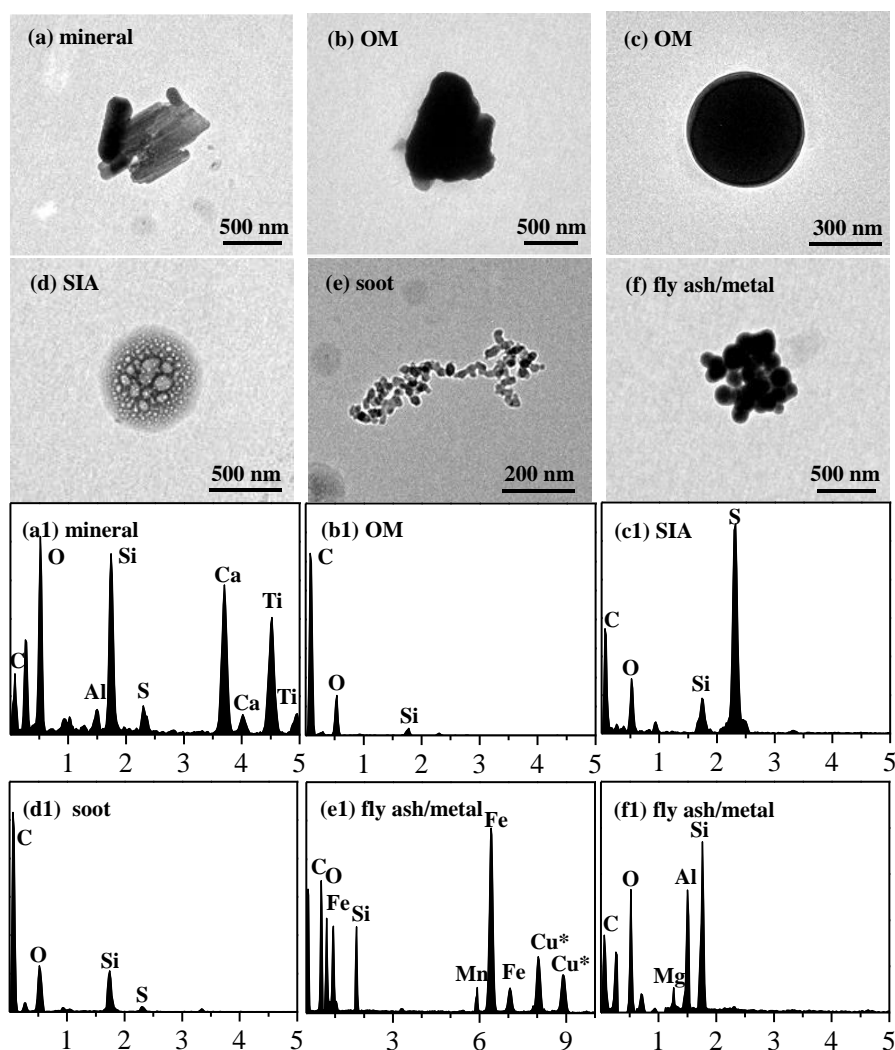 (a) mineral
500 nm
(b) OM
500 nm
(c) OM
300 nm
(d) SIA
500 nm
(e) soot
200 nm
(f) fly ash/metal
500 nm
(a1) mineral
C
O
Al
Si
S
Ca
Ca
Ti
Ti
1 2 3 4 5
(b1) OM
C
O
Si
1 2 3 4 5
(c1) SIA
C
O
Si
S
1 2 3 4 5
(d1) soot
C
O
Si
S
1 2 3 4 5
(e1) fly ash/metal
C
O
Fe
Si
Mn
Fe
Fe
Cu*
Cu*
3 6 9
(f1) fly ash/metal
C
O
Mg
Al
Si
1 2 3 4 5